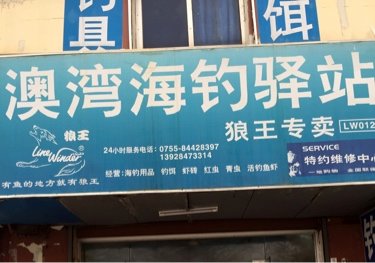 钓具
饵
澳湾海钓驿站
狼王专卖
LW012
狼王
Line Winder
有鱼的地方就有狼王
24小时服务电话：0755-84428397
13928474314
经营：海钓用品 钓饵 虾砖 红虫 青虫 活钓鱼虾
SERVICE
特约维修中心